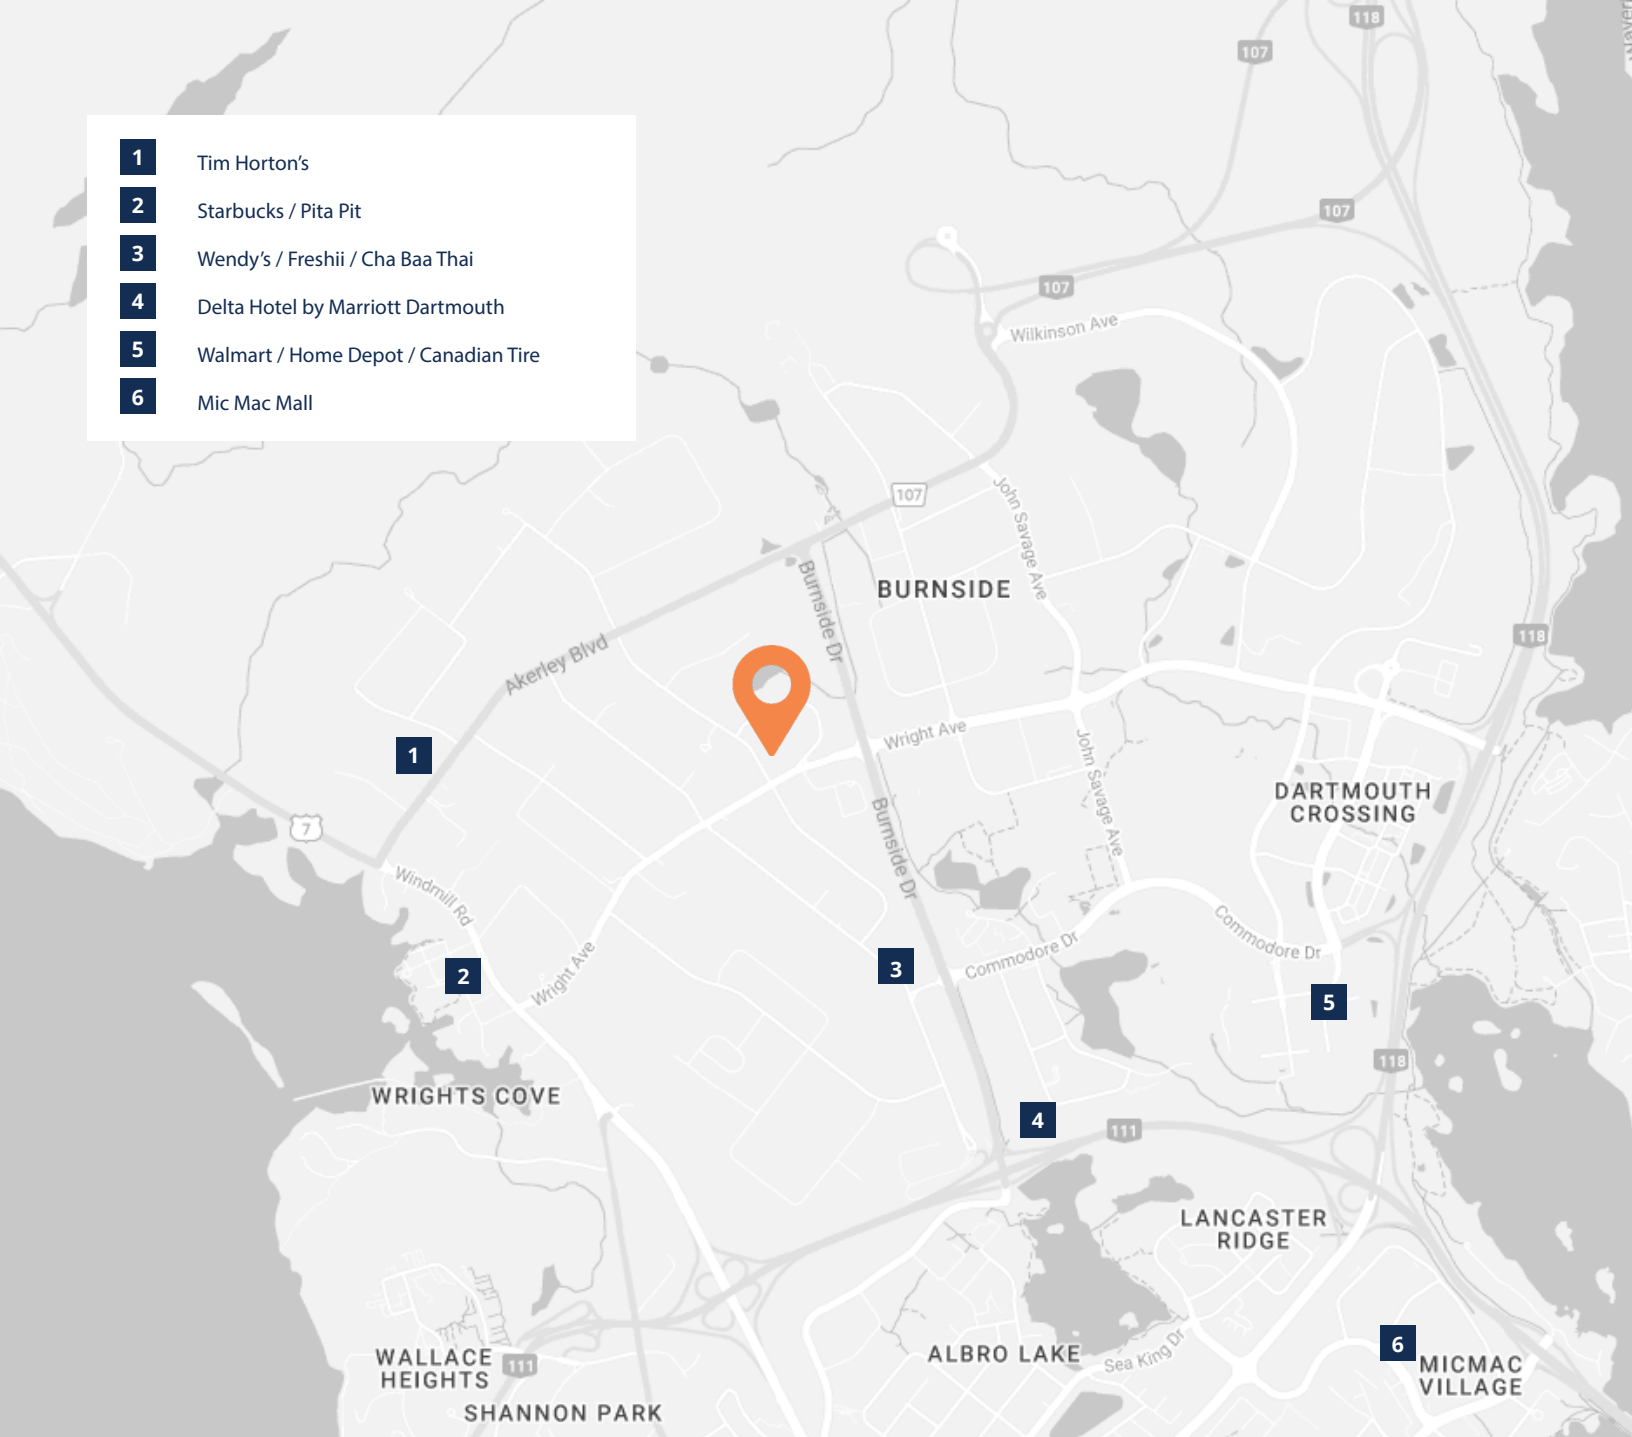 118
107
1 Tim Horton’s
2 Starbucks / Pita Pit
3 Wendy’s / Freshii / Cha Baa Thai
4 Delta Hotel by Marriott Dartmouth
5 Walmart / Home Depot / Canadian Tire
6 Mic Mac Mall
107
107
Wilkinson Ave
107
John Savage Ave
BURNSIDE
Burnside Dr
118
Akerley Blvd
Wright Ave
1
John Savage Ave
DARTMOUTH
CROSSING
7
Burnside Dr
Windmill Rd
Commodore Dr
Commodore Dr
Wright Ave
2
3
5
118
WRIGHTS COVE
4
111
LANCASTER
RIDGE
6
WALLACE
HEIGHTS
111
ALBRO LAKE
Sea King Dr
MICMAC
VILLAGE
SHANNON PARK